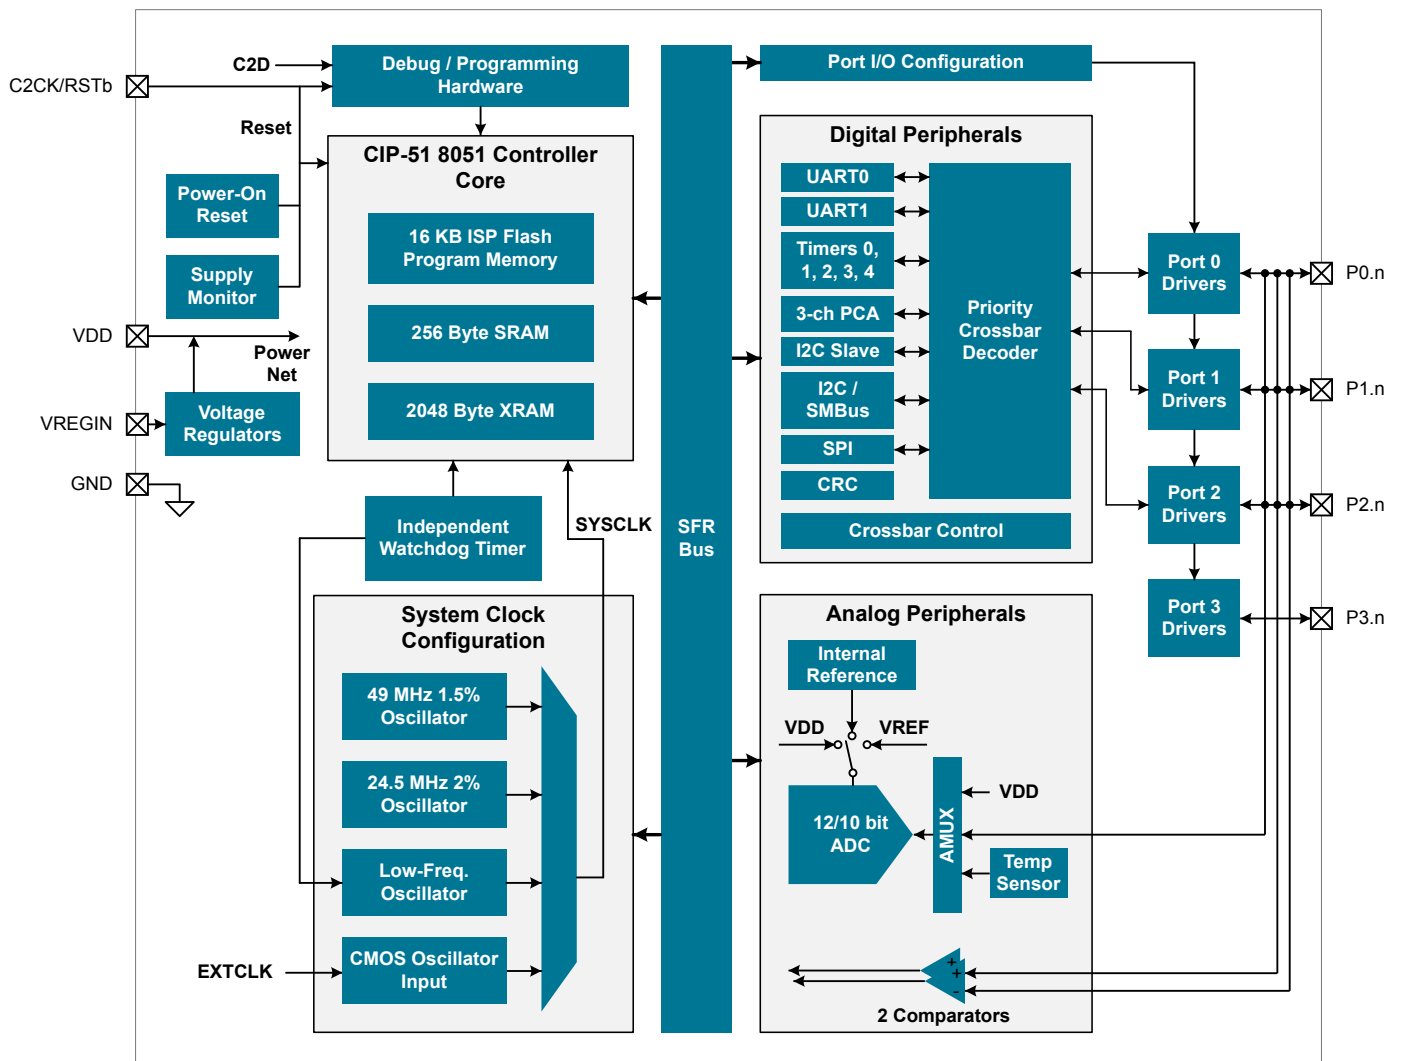 C2CK/RSTb
C2D
Debug / Programming
Hardware
Reset
Power-On
Reset
Supply
Monitor
VDD
Power
Net
VREGIN
Voltage
Regulators
GND
CIP-51 8051 Controller
Core
16 KB ISP Flash
Program Memory
256 Byte SRAM
2048 Byte XRAM
Independent
Watchdog Timer
SYSCLK
System Clock
Configuration
49 MHz 1.5%
Oscillator
24.5 MHz 2%
Oscillator
Low-Freq.
Oscillator
EXTCLK
CMOS Oscillator
Input
SFR
Bus
Port I/O Configuration
Digital Peripherals
UART0
UART1
Timers 0,
1, 2, 3, 4
3-ch PCA
I2C Slave
I2C /
SMBus
SPI
CRC
Priority
Crossbar
Decoder
Crossbar Control
Analog Peripherals
Internal
Reference
VDD
VREF
12/10 bit
ADC
AMUX
VDD
Temp
Sensor
+
+
-
2 Comparators
Port 0
Drivers
P0.n
Port 1
Drivers
P1.n
Port 2
Drivers
P2.n
Port 3
Drivers
P3.n